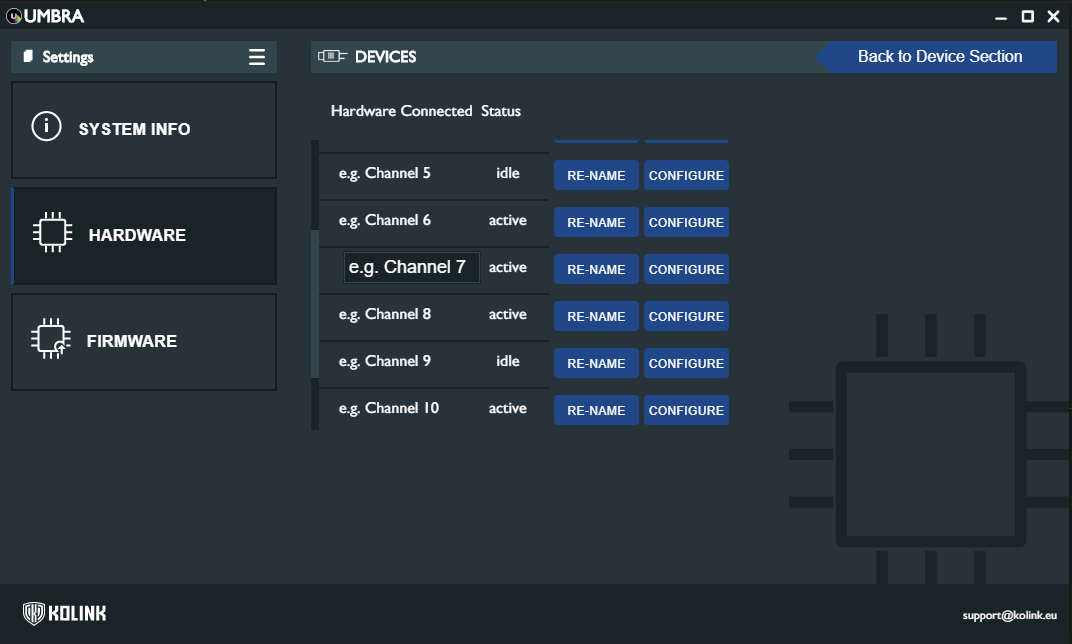 UMBRA
Settings
DEVICES
Back to Device Section
SYSTEM INFO
HARDWARE
FIRMWARE
Hardware Connected Status
e.g. Channel 5 idle RE-NAME CONFIGURE
e.g. Channel 6 active RE-NAME CONFIGURE
e.g. Channel 7 active RE-NAME CONFIGURE
e.g. Channel 8 active RE-NAME CONFIGURE
e.g. Channel 9 idle RE-NAME CONFIGURE
e.g. Channel 10 active RE-NAME CONFIGURE
KOLINK
support@kolink.eu